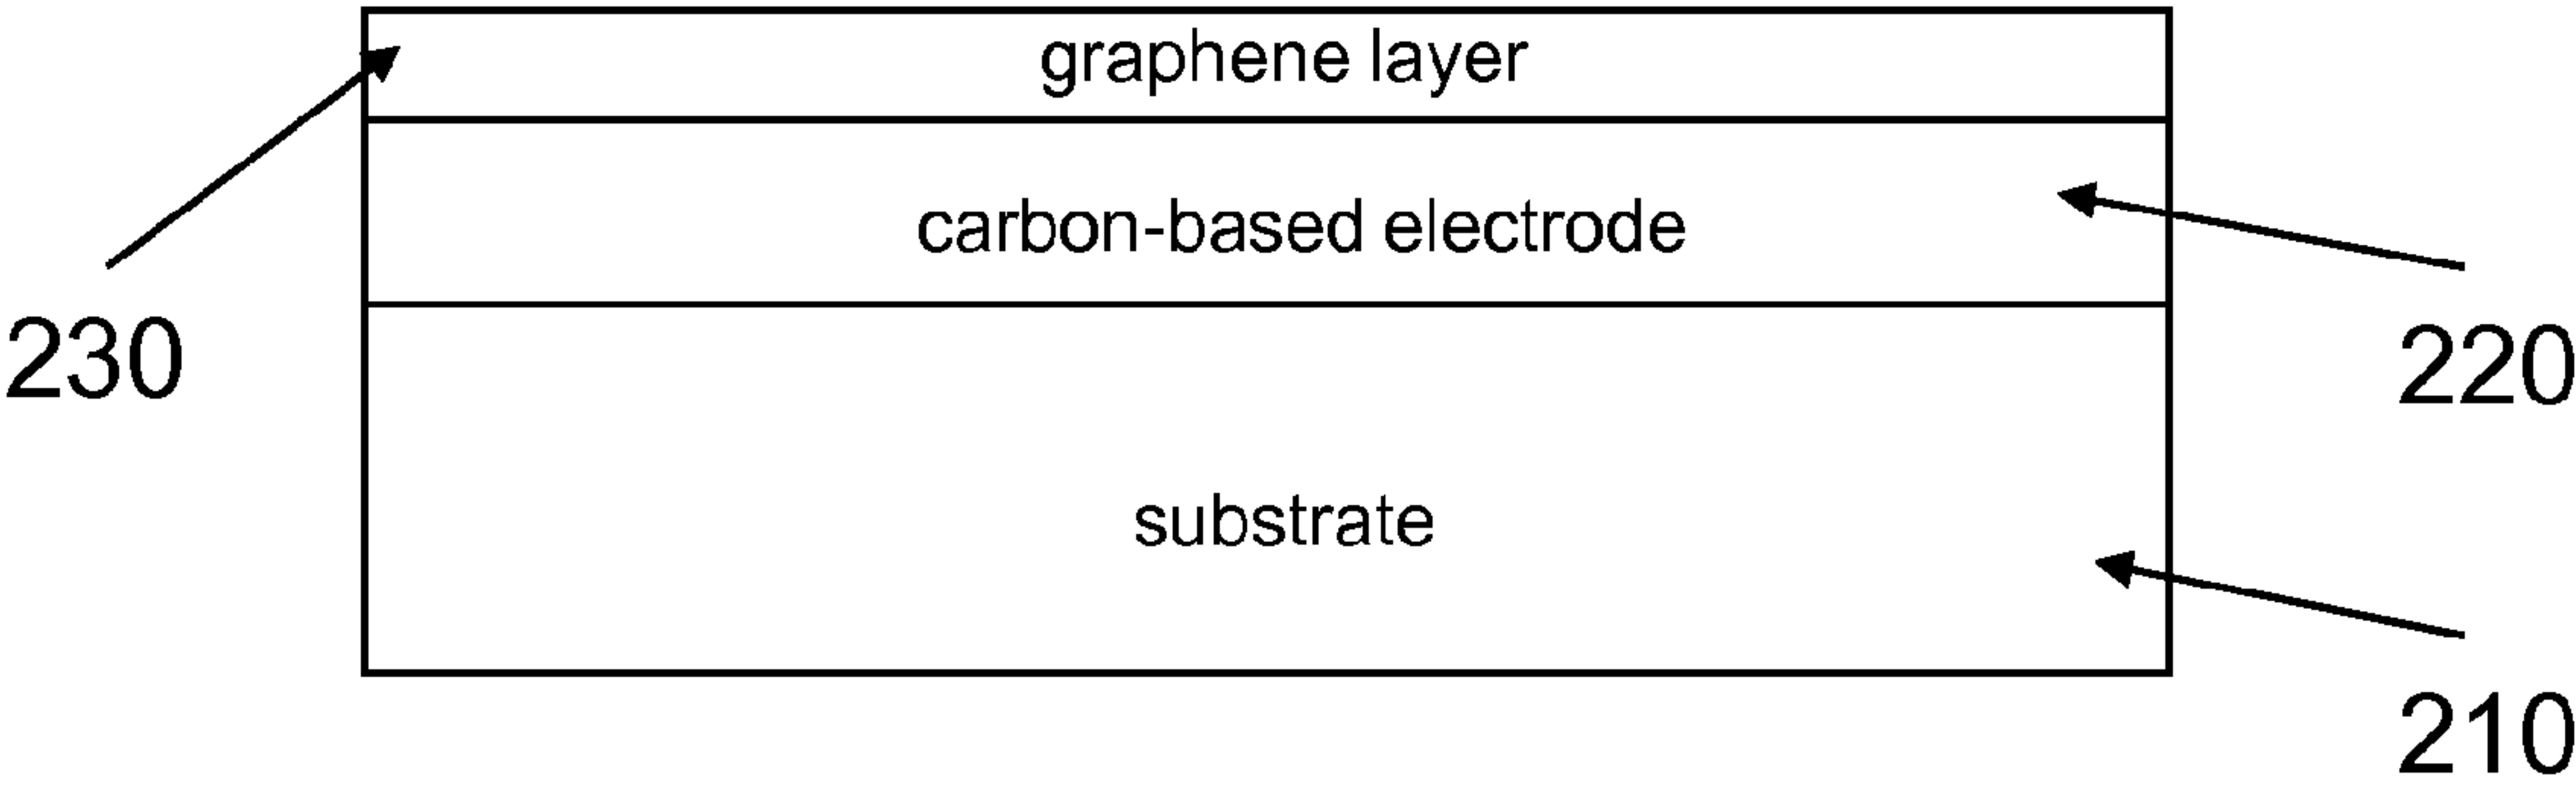 graphene layer
carbon-based electrode
230
220
substrate
210